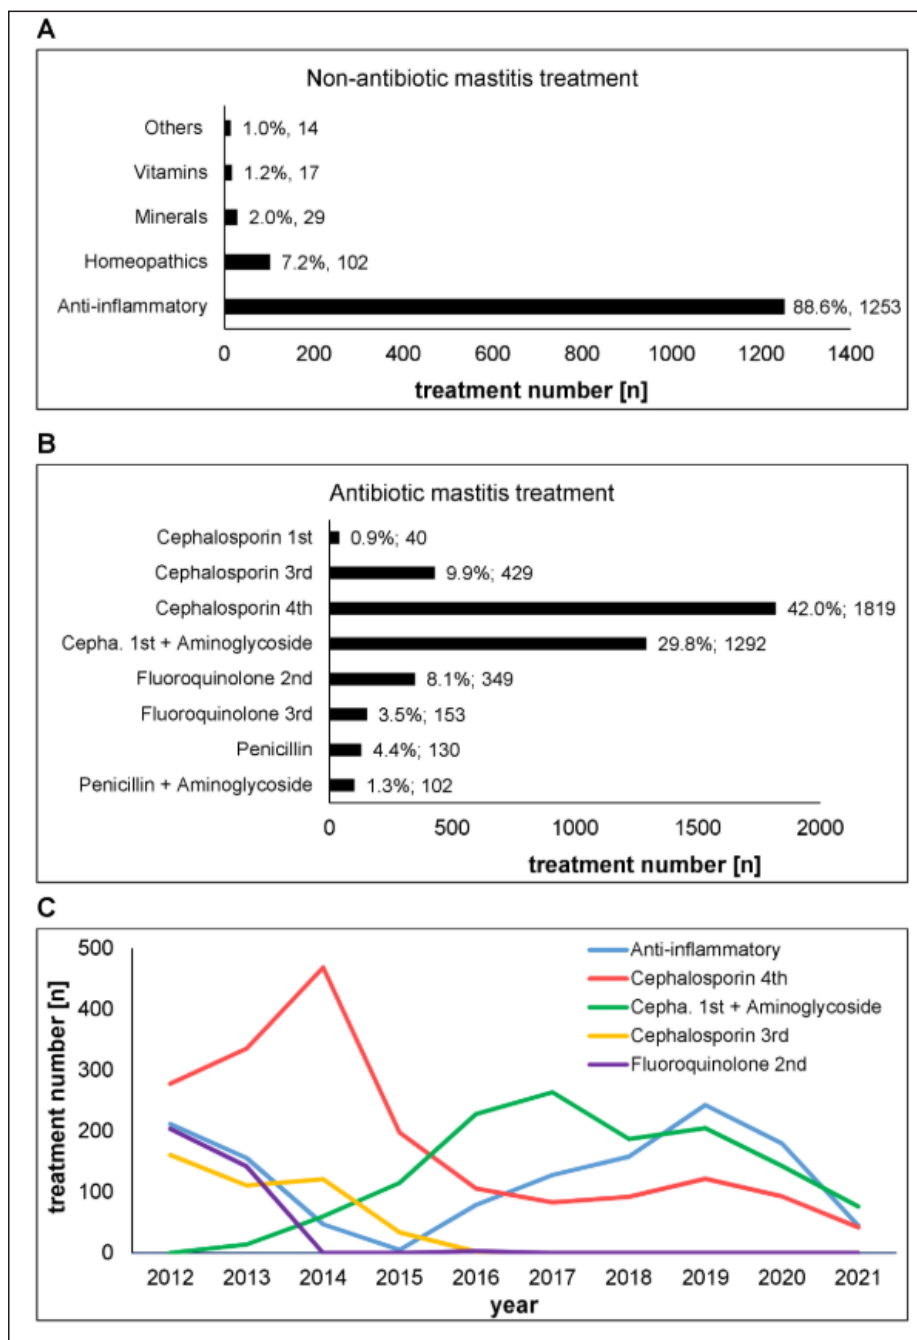 A
Non-antibiotic mastitis treatment
Others 1.0%, 14
Vitamins 1.2%, 17
Minerals 2.0%, 29
Homeopathics 7.2%, 102
Anti-inflammatory 88.6%, 1253
0 200 400 600 800 1000 1200 1400
treatment number [n]
B
Antibiotic mastitis treatment
Cephalosporin 1st 0.9%; 40
Cephalosporin 3rd 9.9%; 429
Cephalosporin 4th 42.0%; 1819
Cepha. 1st + Aminoglycoside 29.8%; 1292
Fluoroquinolone 2nd 8.1%; 349
Fluoroquinolone 3rd 3.5%; 153
Penicillin 4.4%; 130
Penicillin + Aminoglycoside 1.3%; 102
0 500 1000 1500 2000
treatment number [n]
C
treatment number [n]
500
400
300
200
100
0
Anti-inflammatory
Cephalosporin 4th
Cepha. 1st + Aminoglycoside
Cephalosporin 3rd
Fluoroquinolone 2nd
2012 2013 2014 2015 2016 2017 2018 2019 2020 2021
year